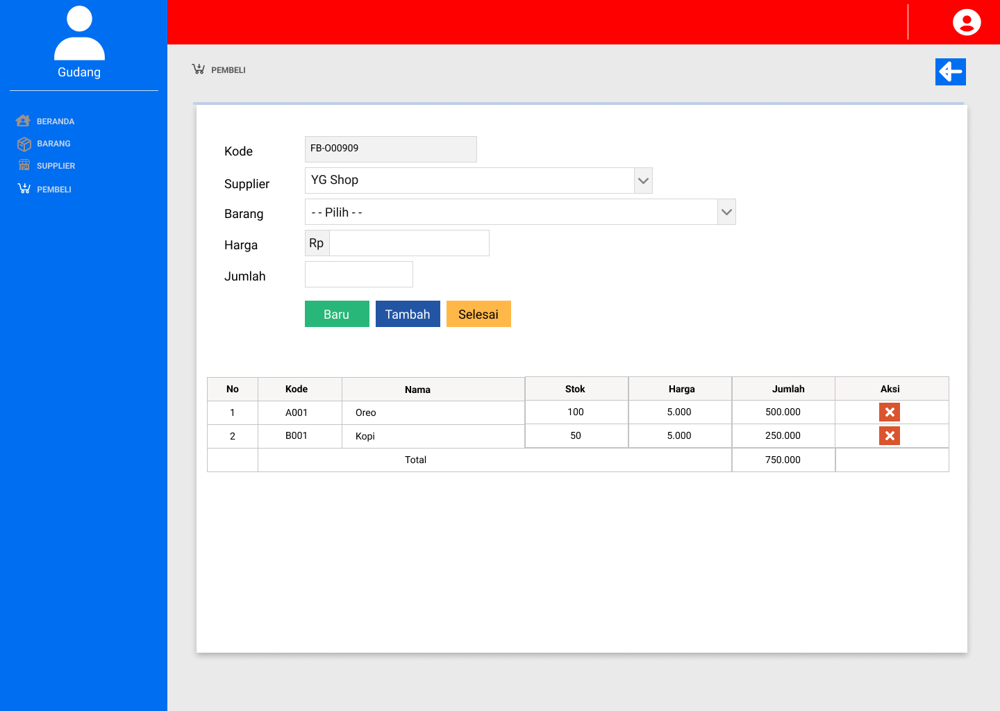 Gudang
BERANDA
BARANG
SUPPLIER
PEMBELI
PEMBELI
Kode FB-O00909
Supplier YG Shop
Barang - - Pilih - -
Harga Rp
Jumlah
Baru Tambah Selesai
No Kode Nama Stok Harga Jumlah Aksi
1 A001 Oreo 100 5.000 500.000
2 B001 Kopi 50 5.000 250.000
Total 750.000